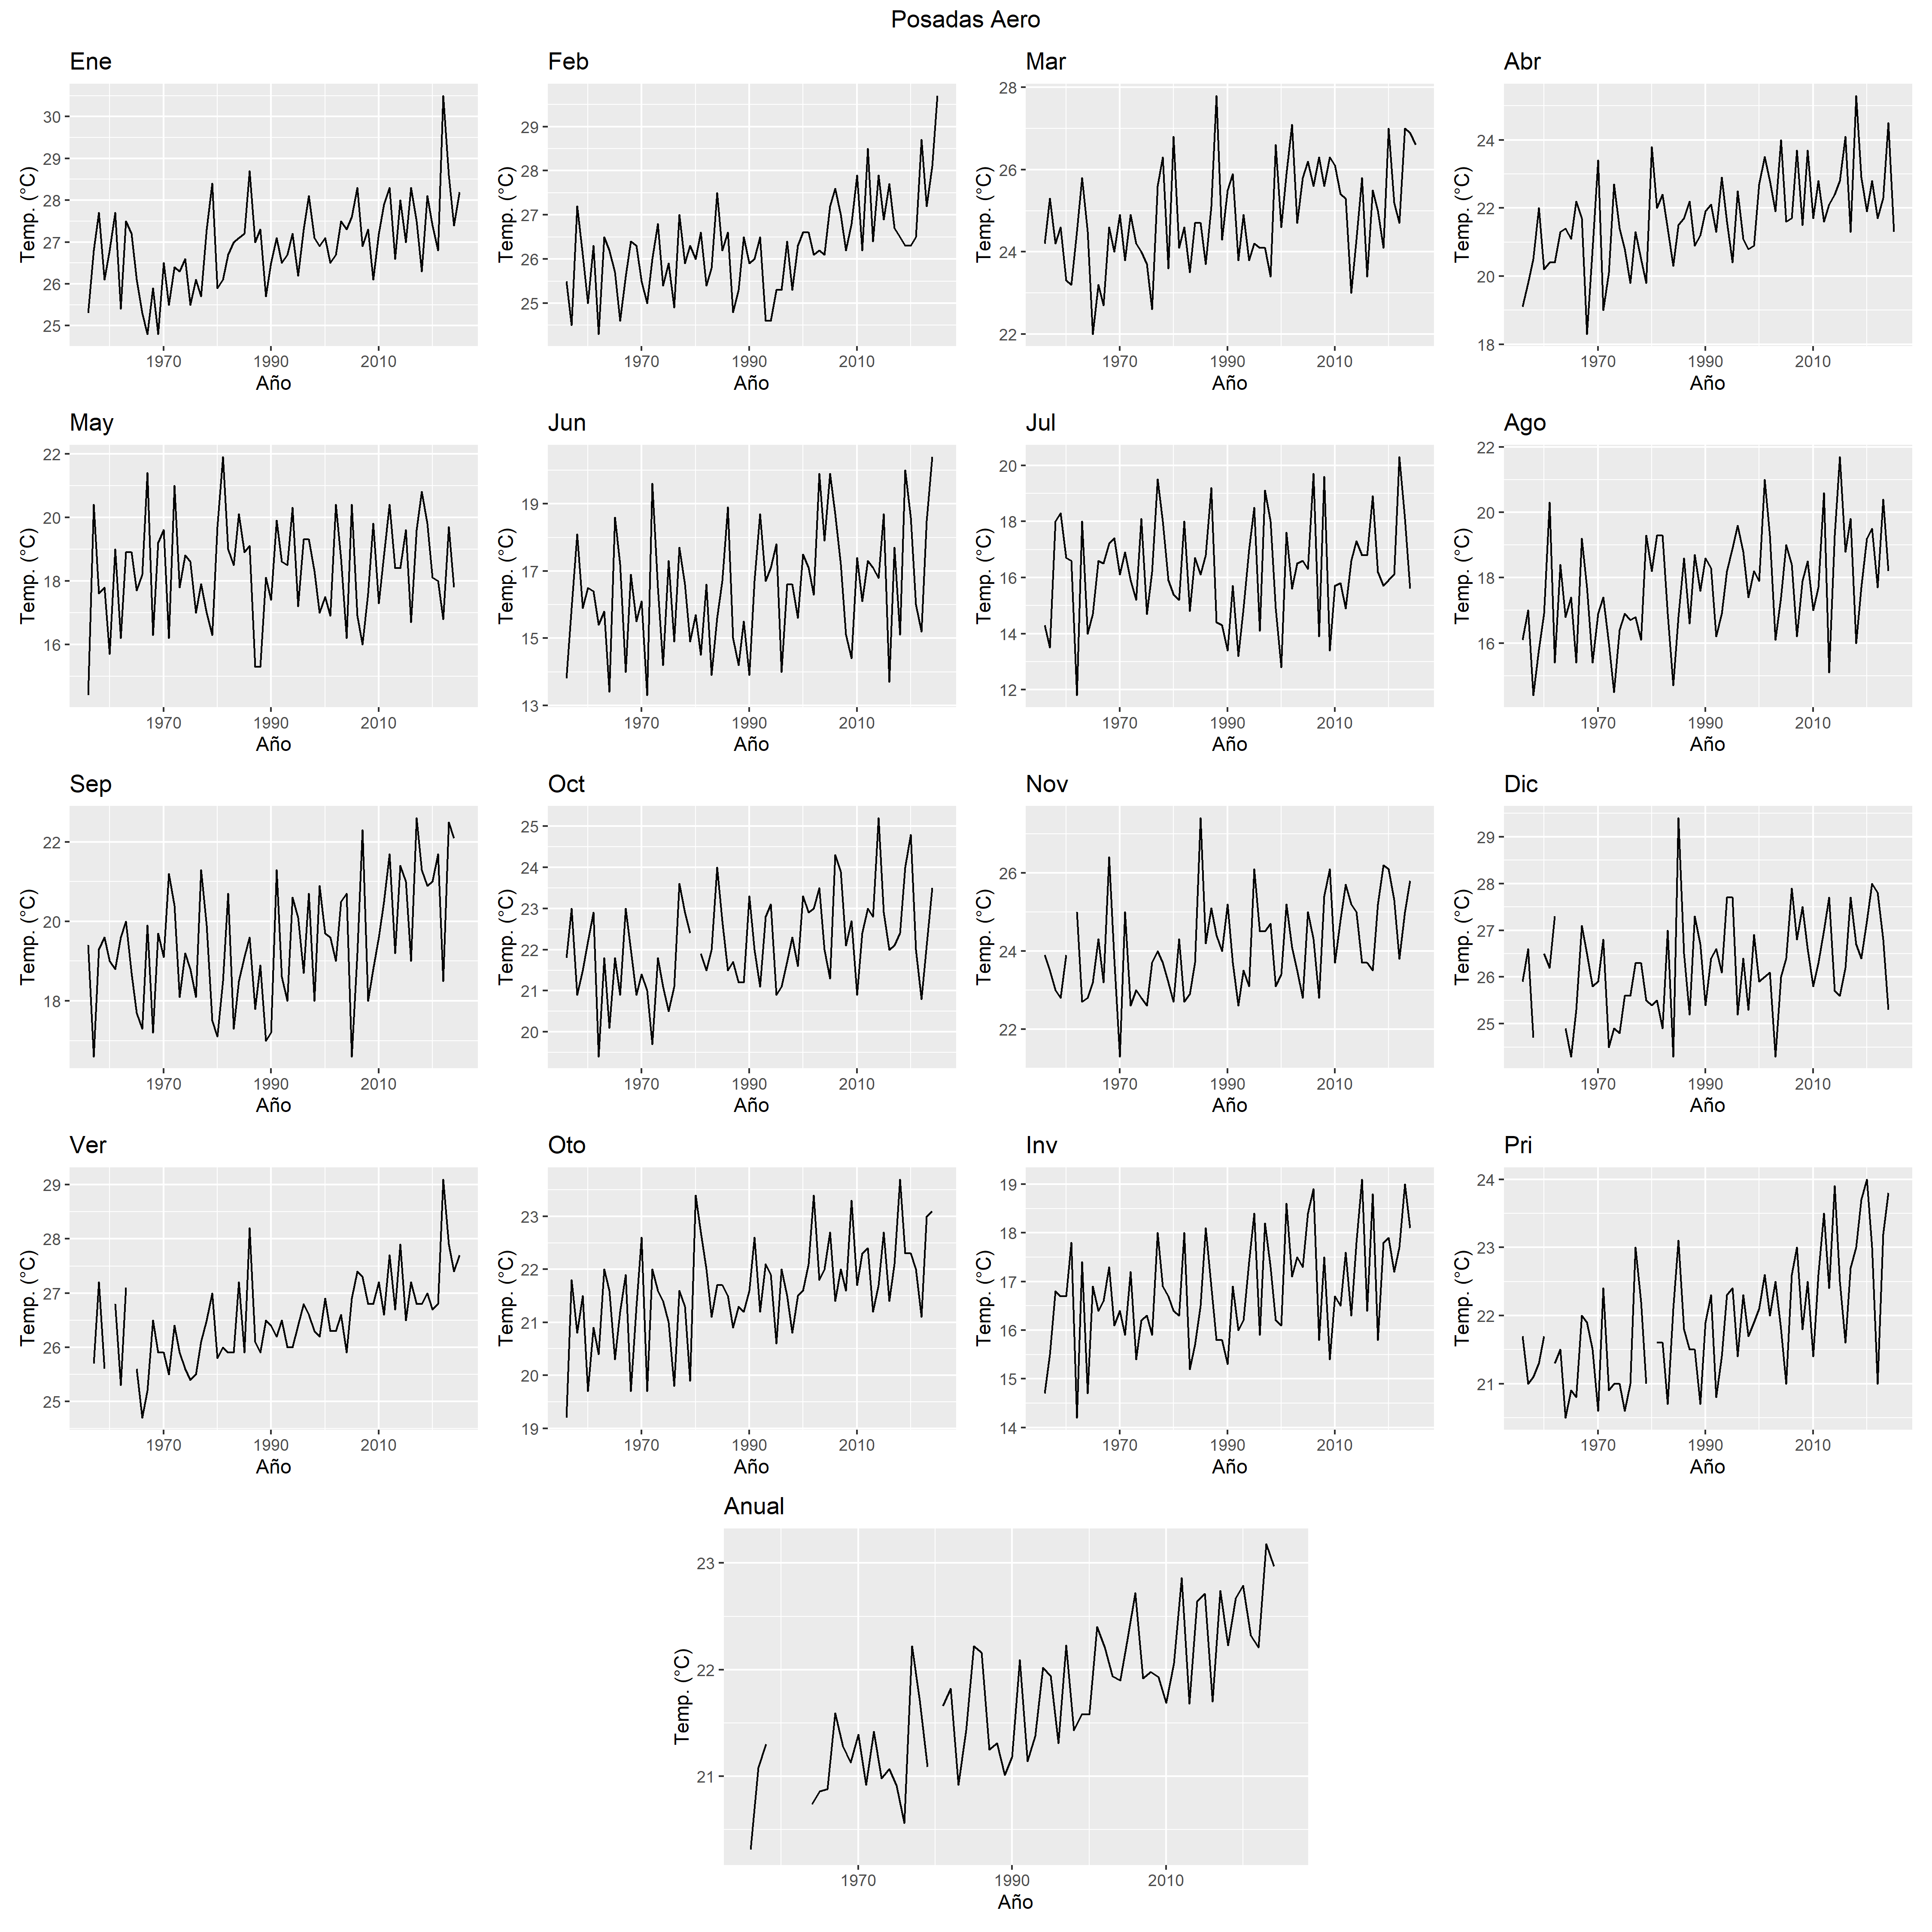 Posadas Aero
Ene Feb Mar Abr
Temp. (°C) 30 29 28 27 26 25
Temp. (°C) 29 28 27 26 25
Temp. (°C) 28 26 24 22
Temp. (°C) 24 22 20 18
1970 1990 2010 1970 1990 2010 1970 1990 2010 1970 1990 2010
Año Año Año Año
May Jun Jul Ago
Temp. (°C) 22 20 18 16
Temp. (°C) 19 17 15 13
Temp. (°C) 20 18 16 14 12
Temp. (°C) 22 20 18 16
1970 1990 2010 1970 1990 2010 1970 1990 2010 1970 1990 2010
Año Año Año Año
Sep Oct Nov Dic
Temp. (°C) 22 20 18
Temp. (°C) 25 24 23 22 21 20
Temp. (°C) 26 24 22
Temp. (°C) 29 28 27 26 25
1970 1990 2010 1970 1990 2010 1970 1990 2010 1970 1990 2010
Año Año Año Año
Ver Oto Inv Pri
Temp. (°C) 29 28 27 26 25
Temp. (°C) 23 22 21 20 19
Temp. (°C) 19 18 17 16 15 14
Temp. (°C) 24 23 22 21
1970 1990 2010 1970 1990 2010 1970 1990 2010 1970 1990 2010
Año Año Año Año
Anual
Temp. (°C) 23 22 21
1970 1990 2010
Año